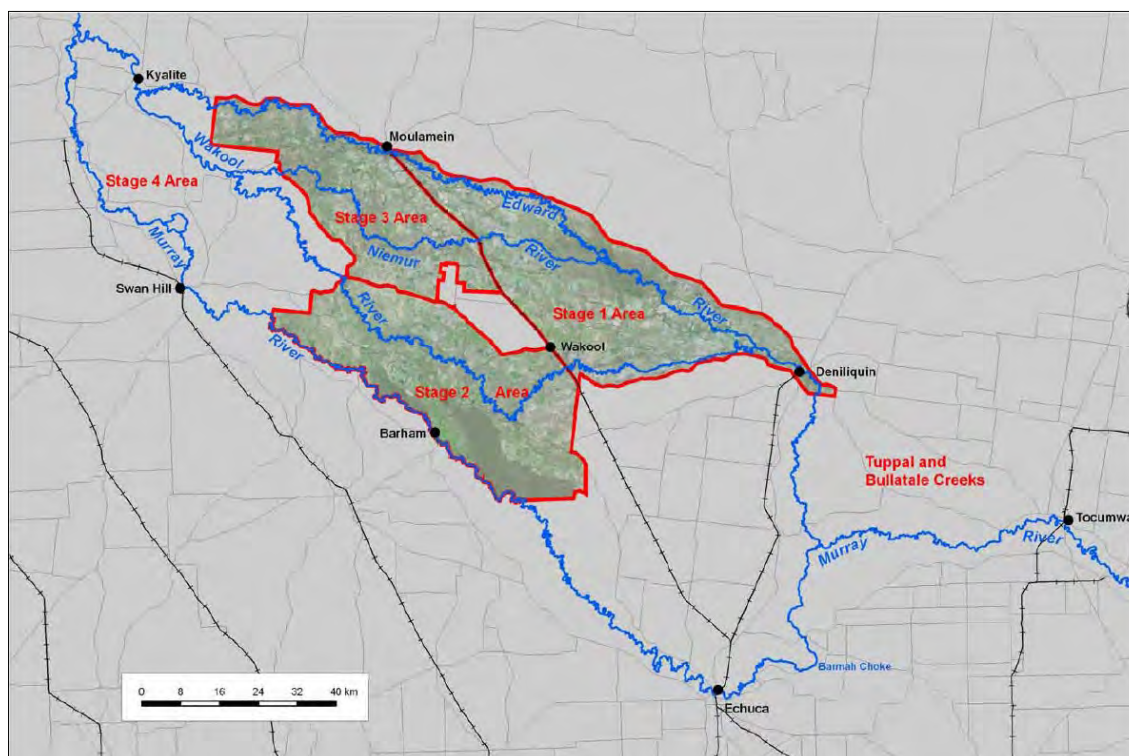 Kyalite
Moulamein
Wakool
Stage 4 Area
Stage 3 Area
Edward
Murray
Niemur
River
Swan Hill
River
Stage 1 Area
River
River
Wakool
Deniliquin
Stage 2 Area
Barham
Tuppal and
Bullatale Creeks
Tocumwa
Murray
River
Barmah Choke
0 8 16 24 32 40 km
Echuca